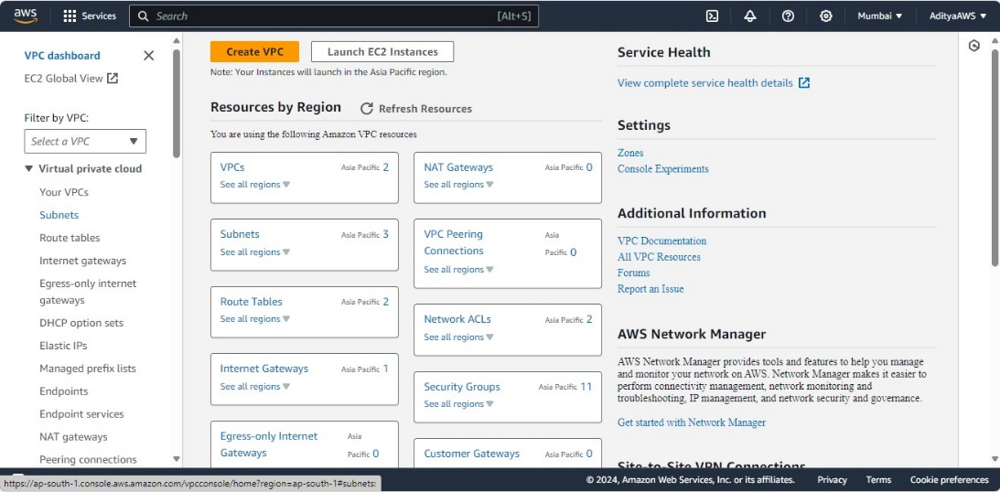 aws
Services
Search
[Alt+S]
Mumbai ▼
AdityaAWS ▼
VPC dashboard
EC2 Global View
Filter by VPC:
Select a VPC
Virtual private cloud
Your VPCs
Subnets
Route tables
Internet gateways
Egress-only internet
gateways
DHCP option sets
Elastic IPs
Managed prefix lists
Endpoints
Endpoint services
NAT gateways
Peering connections
Create VPC
Launch EC2 Instances
Note: Your Instances will launch in the Asia Pacific region.
Resources by Region
Refresh Resources
You are using the following Amazon VPC resources
VPCs Asia Pacific 2
See all regions ▼
Subnets Asia Pacific 3
See all regions ▼
Route Tables Asia Pacific 2
See all regions ▼
Internet Gateways Asia Pacific 1
See all regions ▼
Egress-only Internet Asia
Gateways Pacific 0
NAT Gateways Asia Pacific 0
See all regions ▼
VPC Peering Asia
Connections Pacific 0
See all regions ▼
Network ACLs Asia Pacific 2
See all regions ▼
Security Groups Asia Pacific 11
See all regions ▼
Customer Gateways Asia Pacific 0
Service Health
View complete service health details
Settings
Zones
Console Experiments
Additional Information
VPC Documentation
All VPC Resources
Forums
Report an Issue
AWS Network Manager
AWS Network Manager provides tools and features to help you manage
and monitor your network on AWS. Network Manager makes it easier to
perform connectivity management, network monitoring and
troubleshooting, IP management, and network security and governance.
Get started with Network Manager
Site-to-Site VPN Connections
https://ap-south-1.console.aws.amazon.com/vpcconsole/home?region=ap-south-1#subnets:
© 2024, Amazon Web Services, Inc. or its affiliates.
Privacy
Terms
Cookie preferences